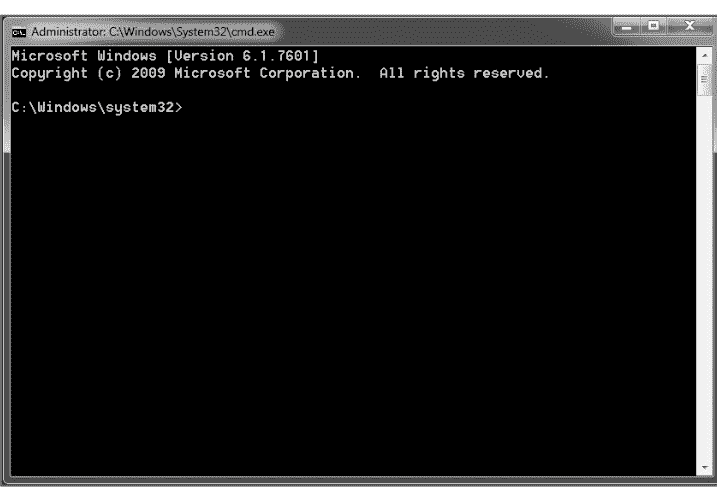 Administrator: C:\Windows\System32\cmd.exe
Microsoft Windows [Version 6.1.7601]
Copyright (c) 2009 Microsoft Corporation.  All rights reserved.
C:\Windows\system32>